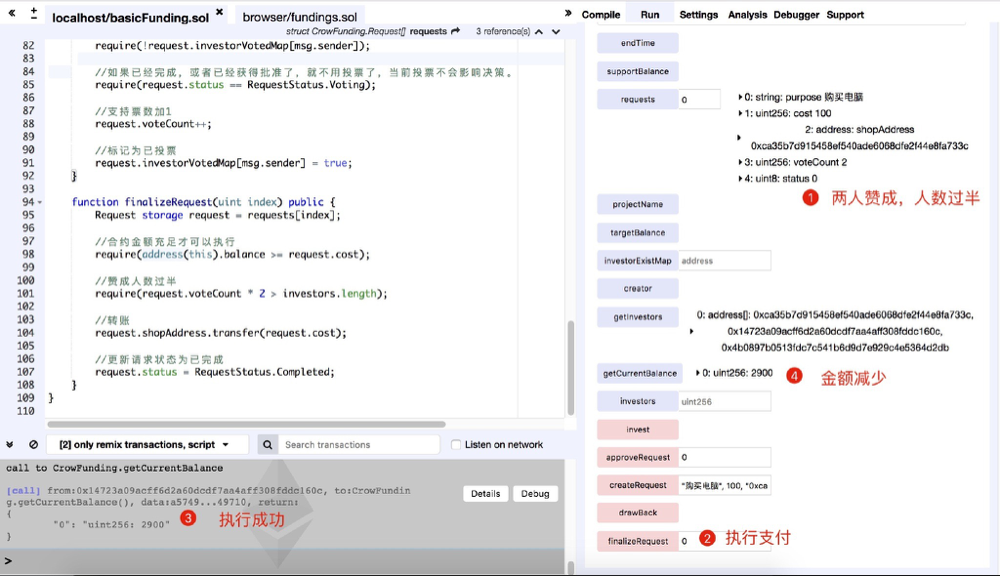 localhost/basicFunding.sol
browser/fundings.sol
struct CrowFunding.Request[] requests 3 reference(s)
82 require(!request.investorVotedMap[msg.sender]);
83
84 //如果已经完成，或者已经获得批准了，就不用投票了，当前投票不会影响决策。
85 require(request.status == RequestStatus.Voting);
86
87 //支持票数加1
88 request.voteCount++;
89
90 //标记为已投票
91 request.investorVotedMap[msg.sender] = true;
92 }
93
94 function finalizeRequest(uint index) public {
95 Request storage request = requests[index];
96
97 //合约金额充足才可以执行
98 require(address(this).balance >= request.cost);
99
100 //赞成人数过半
101 require(request.voteCount * 2 > investors.length);
102
103 //转账
104 request.shopAddress.transfer(request.cost);
105
106 //更新请求状态为已完成
107 request.status = RequestStatus.Completed;
108 }
109 }
110
[2] only remix transactions, script
Search transactions
Listen on network
call to CrowFunding.getCurrentBalance
[call] from:0x14723a09acff6d2a60dcdf7aa4aff308fddc160c, to:CrowFundin
g.getCurrentBalance(), data:a5749...49710, return:
{
"0": "uint256: 2900"
}
Details
Debug
3 执行成功
>
Compile Run Settings Analysis Debugger Support
endTime
supportBalance
requests 0
0: string: purpose 购买电脑
1: uint256: cost 100
2: address: shopAddress
0xca35b7d915458ef540ade6068dfe2f44e8fa733c
3: uint256: voteCount 2
4: uint8: status 0
1 两人赞成，人数过半
projectName
targetBalance
investorExistMap address
creator
getInvestors
0: address[]: 0xca35b7d915458ef540ade6068dfe2f44e8fa733c,
0x14723a09acff6d2a60dcdf7aa4aff308fddc160c,
0x4b0897b0513fdc7c541b6d9d7e929c4e5364d2db
getCurrentBalance 0: uint256: 2900
4 金额减少
investors uint256
invest
approveRequest 0
createRequest "购买电脑", 100, "0xca
drawBack
finalizeRequest 0
2 执行支付